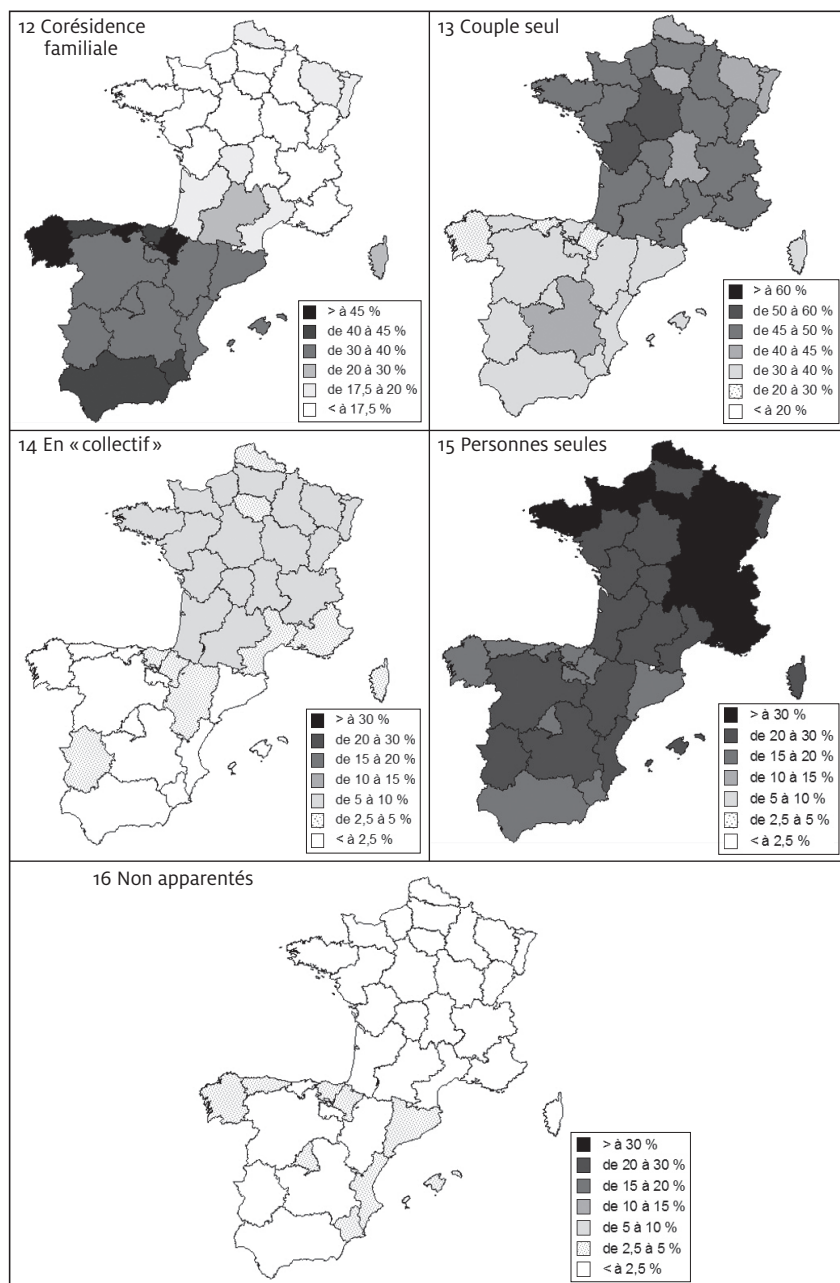 12 Corésidence
familiale
> à 45 %
de 40 à 45 %
de 30 à 40 %
de 20 à 30 %
de 17,5 à 20 %
< à 17,5 %
13 Couple seul
> à 60 %
de 50 à 60 %
de 45 à 50 %
de 40 à 45 %
de 30 à 40 %
de 20 à 30 %
< à 20 %
14 En « collectif »
> à 30 %
de 20 à 30 %
de 15 à 20 %
de 10 à 15 %
de 5 à 10 %
de 2,5 à 5 %
< à 2,5 %
15 Personnes seules
> à 30 %
de 20 à 30 %
de 15 à 20 %
de 10 à 15 %
de 5 à 10 %
de 2,5 à 5 %
< à 2,5 %
16 Non apparentés
> à 30 %
de 20 à 30 %
de 15 à 20 %
de 10 à 15 %
de 5 à 10 %
de 2,5 à 5 %
< à 2,5 %